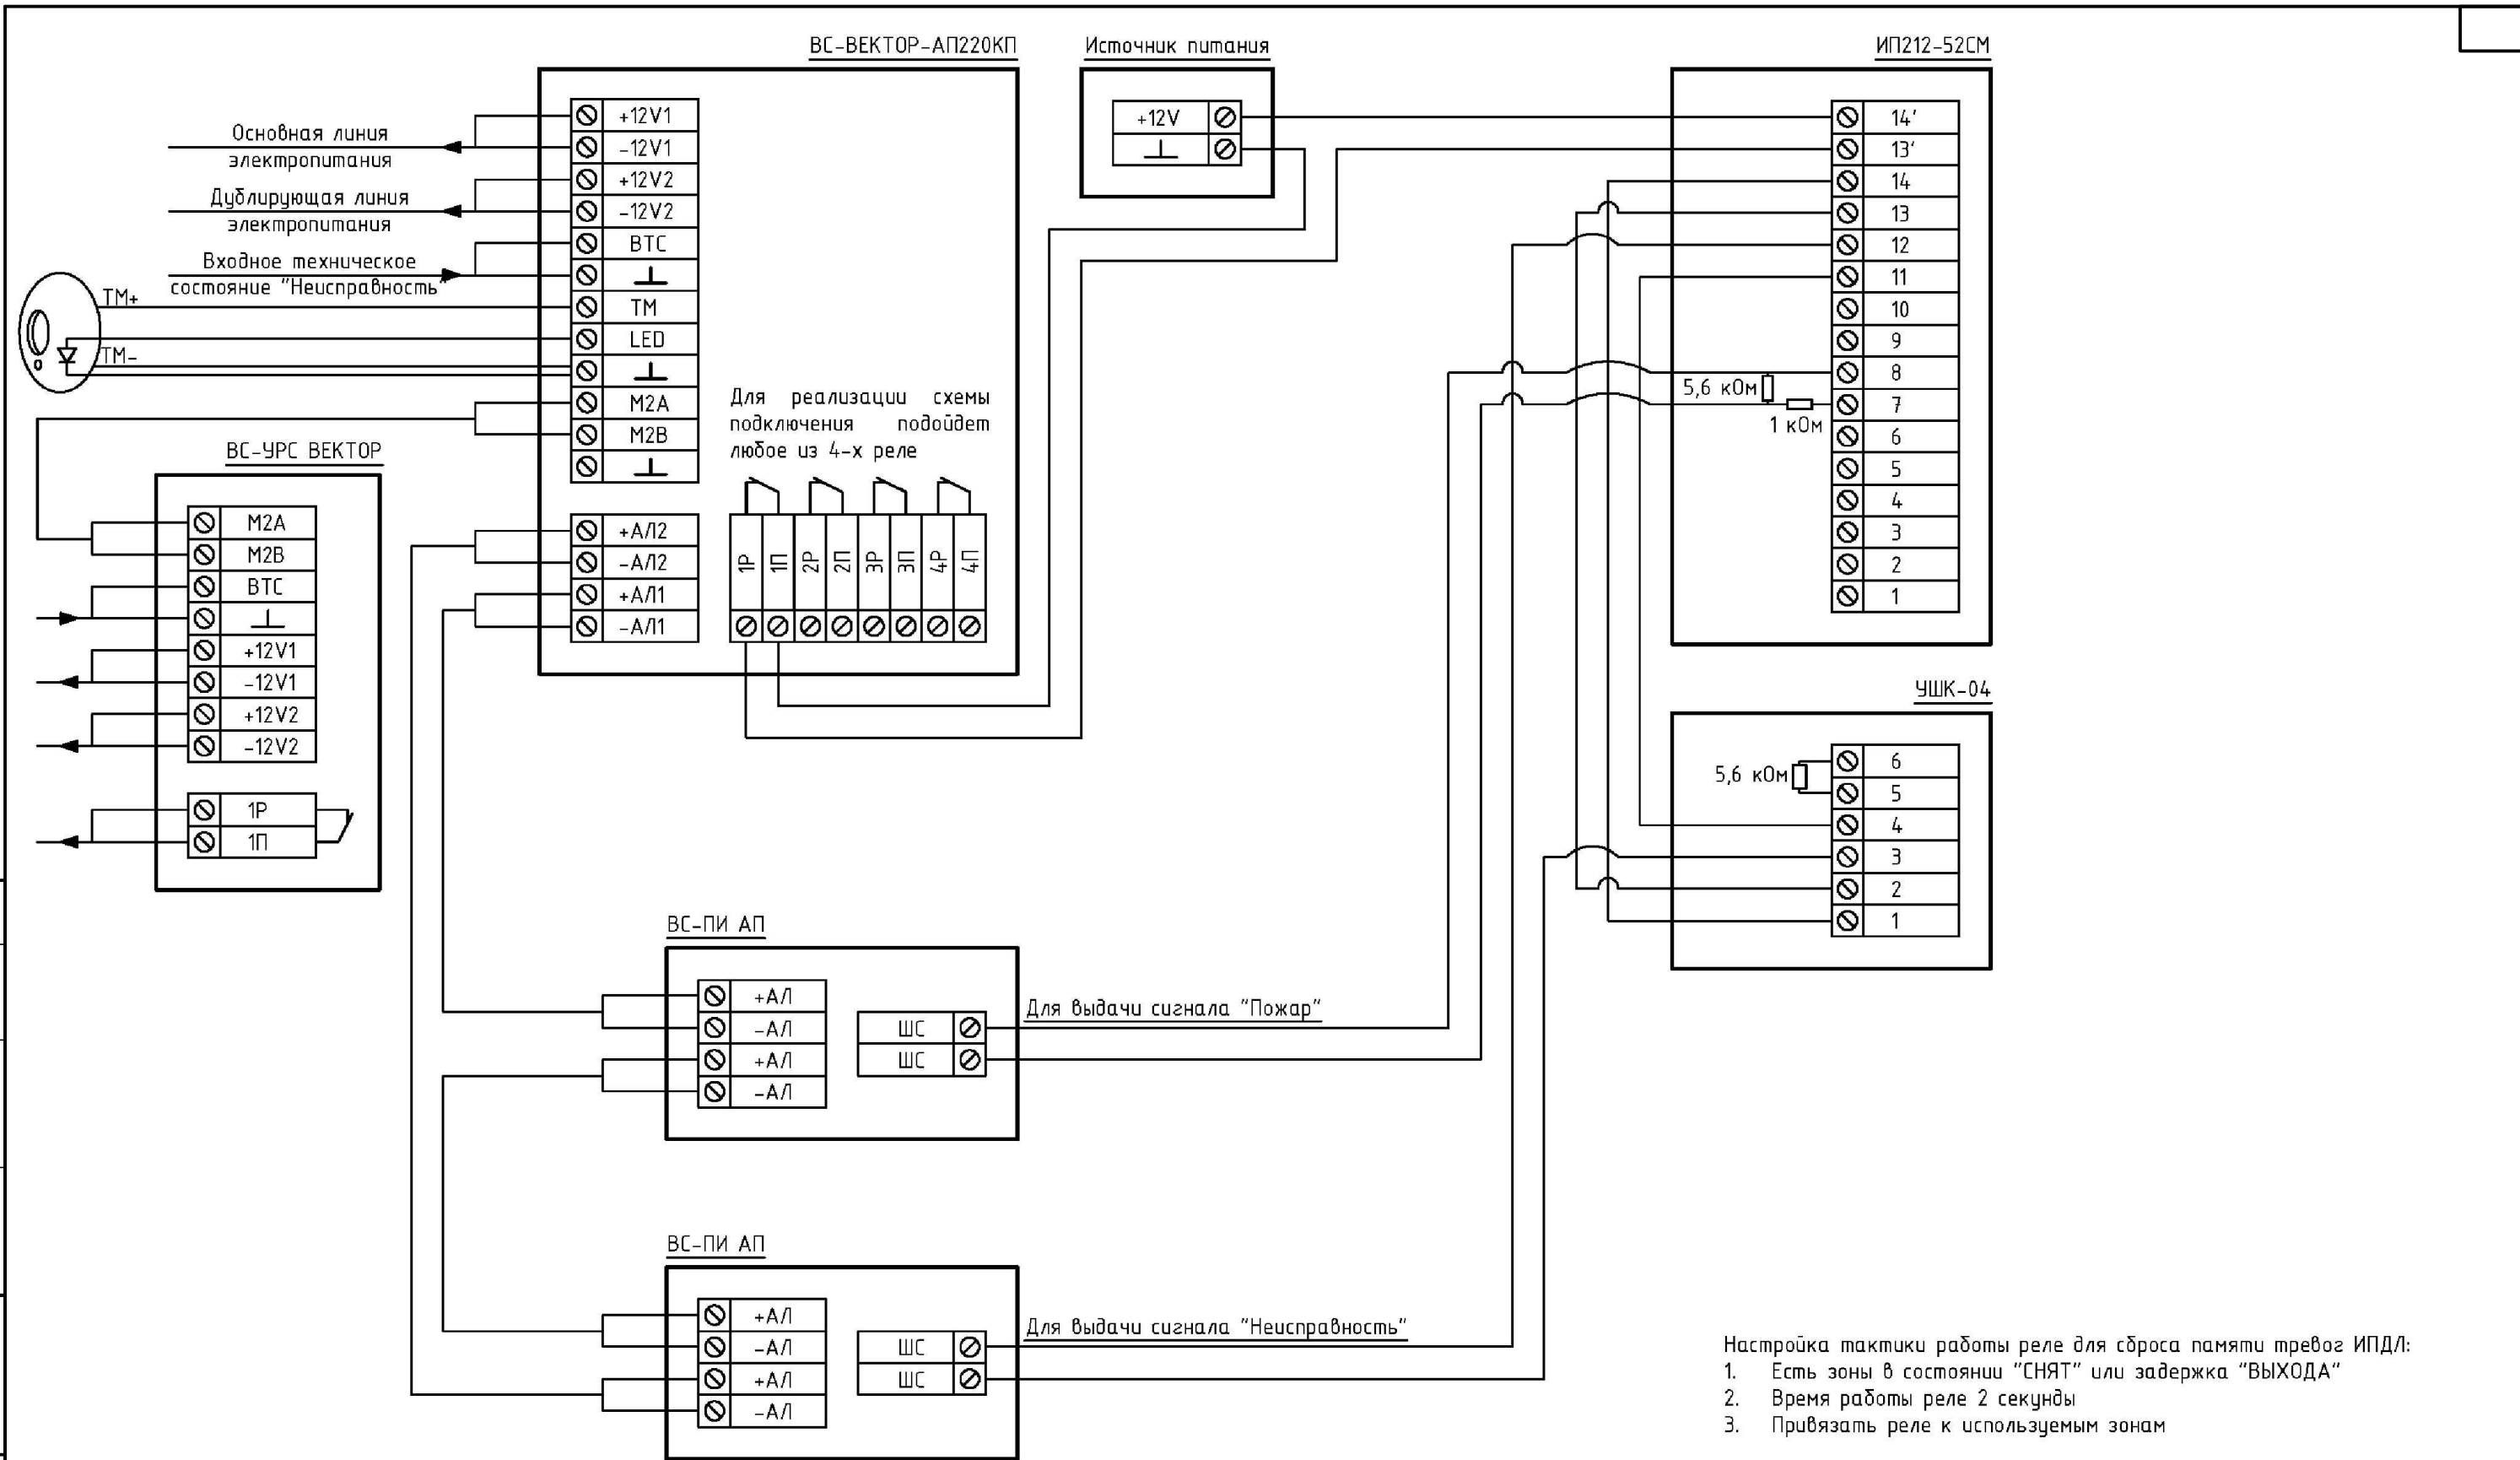 ВС-ВЕКТОР-АП220КП
Источник питания
ИП212-52СМ
Основная линия
электропитания
Дублирующая линия
электропитания
Входное техническое
состояние "Неисправность"
ТМ+
ТМ-
+12V1
-12V1
+12V2
-12V2
ВТС
ТМ
LED
М2А
М2В
+АЛ2
-АЛ2
+АЛ1
-АЛ1
Для реализации схемы
подключения подойдет
любое из 4-х реле
1Р
1П
2Р
2П
3Р
3П
4Р
4П
+12V
14'
13'
14
13
12
11
10
9
8
7
6
5
4
3
2
1
5,6 кОм
1 кОм
ВС-УРС ВЕКТОР
М2А
М2В
ВТС
+12V1
-12V1
+12V2
-12V2
1Р
1П
УШК-04
5,6 кОм
6
5
4
3
2
1
ВС-ПИ АП
+АЛ
-АЛ
+АЛ
-АЛ
ШС
ШС
Для выдачи сигнала "Пожар"
ВС-ПИ АП
+АЛ
-АЛ
+АЛ
-АЛ
ШС
ШС
Для выдачи сигнала "Неисправность"
Настройка тактики работы реле для сброса памяти тревог ИПДЛ:
1. Есть зоны в состоянии "СНЯТ" или задержка "ВЫХОДА"
2. Время работы реле 2 секунды
3. Привязать реле к используемым зонам